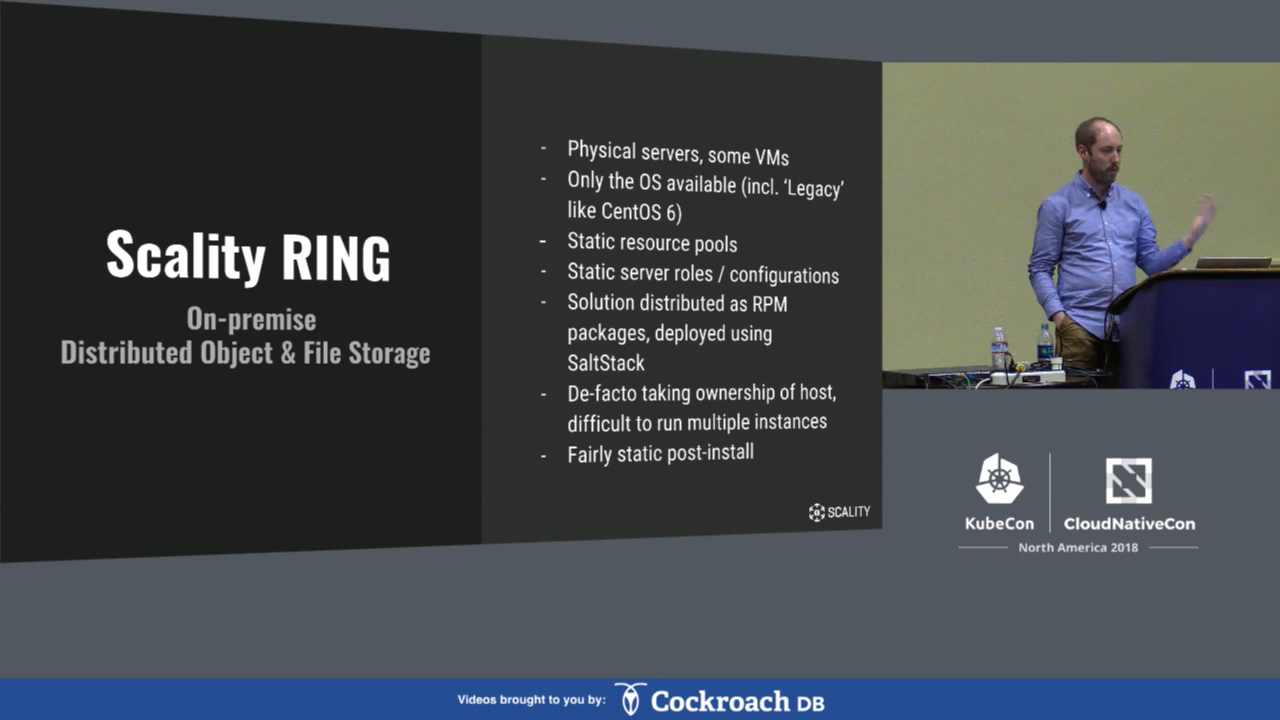 Scality RING
On-premise
Distributed Object & File Storage
- Physical servers, some VMs
- Only the OS available (incl. ‘Legacy’
like CentOS 6)
- Static resource pools
- Static server roles / configurations
- Solution distributed as RPM
packages, deployed using
SaltStack
- De-facto taking ownership of host,
difficult to run multiple instances
- Fairly static post-install
SCALITY
KubeCon
CloudNativeCon
North America 2018
Videos brought to you by:
Cockroach DB